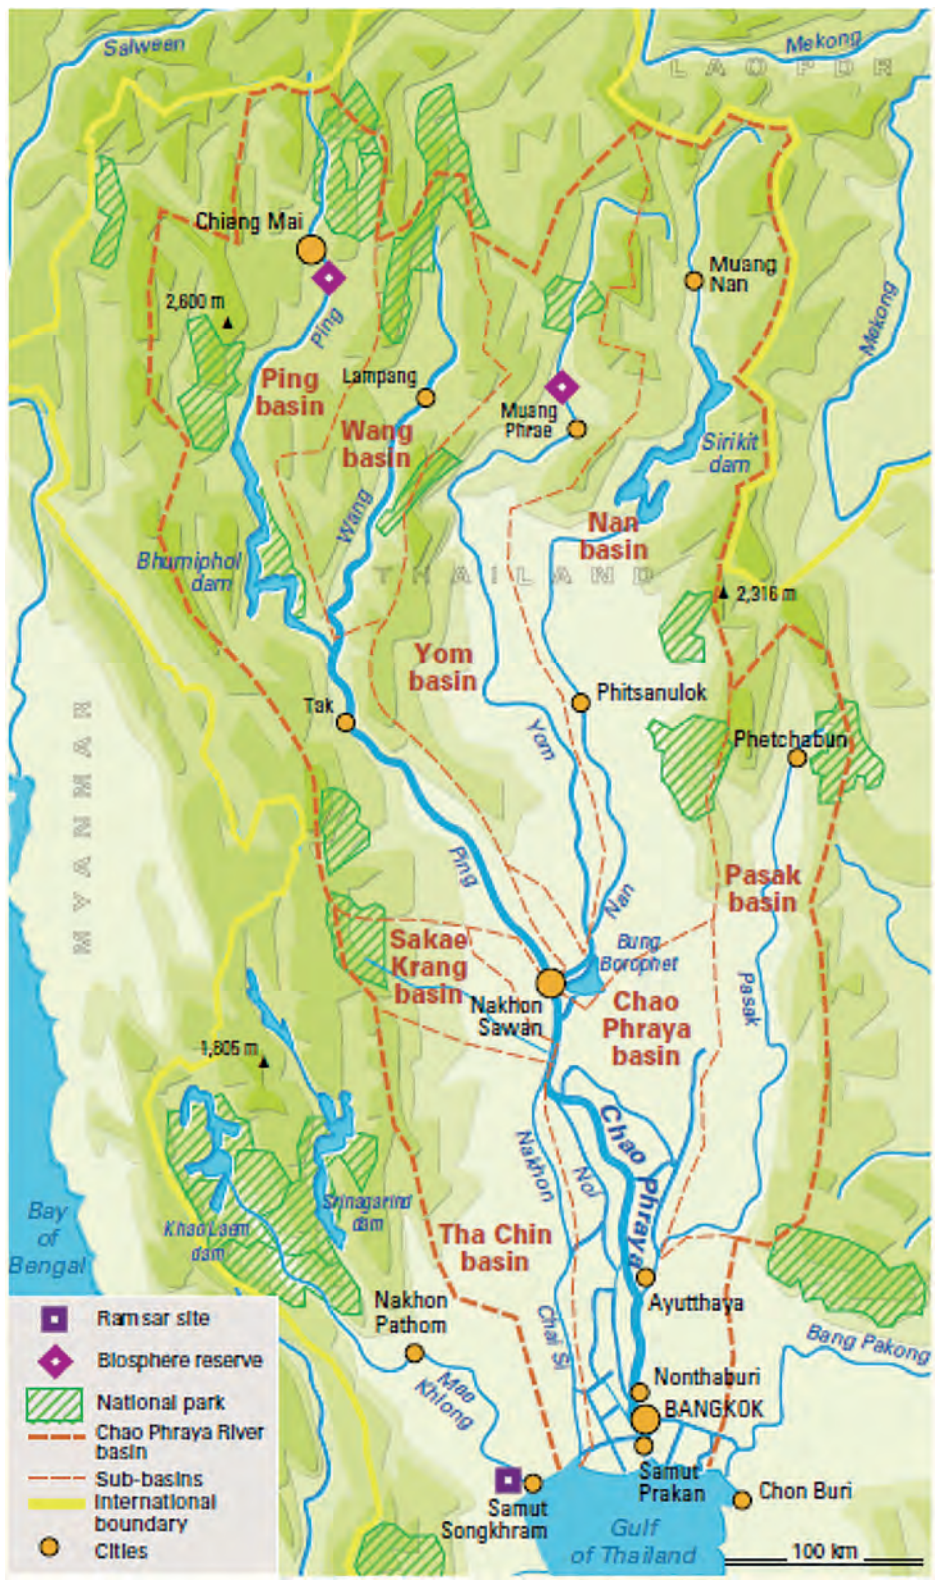 Salween
Mekong
LAO PDR
Chiang Mai
Muang
Nan
2,600 m
Ping
Mekong
Lampang
Ping
basin
Muang
Phrae
Wang
basin
Sirikit
dam
Wang
Nan
basin
Bhumiphol
dam
THAILAND
2,316 m
Yom
basin
Phitsanulok
Tak
Yom
Phetchabun
MYANMAR
Ping
Pasak
basin
Nan
Sakae
Krang
basin
Bung
Borophet
Nakhon
Sawan
Chao
Phraya
basin
Pasak
1,805 m
Chao Phraya
Nakhon
Noi
Bay
of
Bengal
Khao Laem
dam
Srinagarind
dam
Tha Chin
basin
Ayutthaya
Nakhon
Pathom
Chai Si
Bang Pakong
Mae
Khlong
Nonthaburi
BANGKOK
Samut
Prakan
Samut
Songkhram
Chon Buri
Gulf
of Thailand
100 km
Ramsar site
Biosphere reserve
National park
Chao Phraya River
basin
Sub-basins
International
boundary
Cities